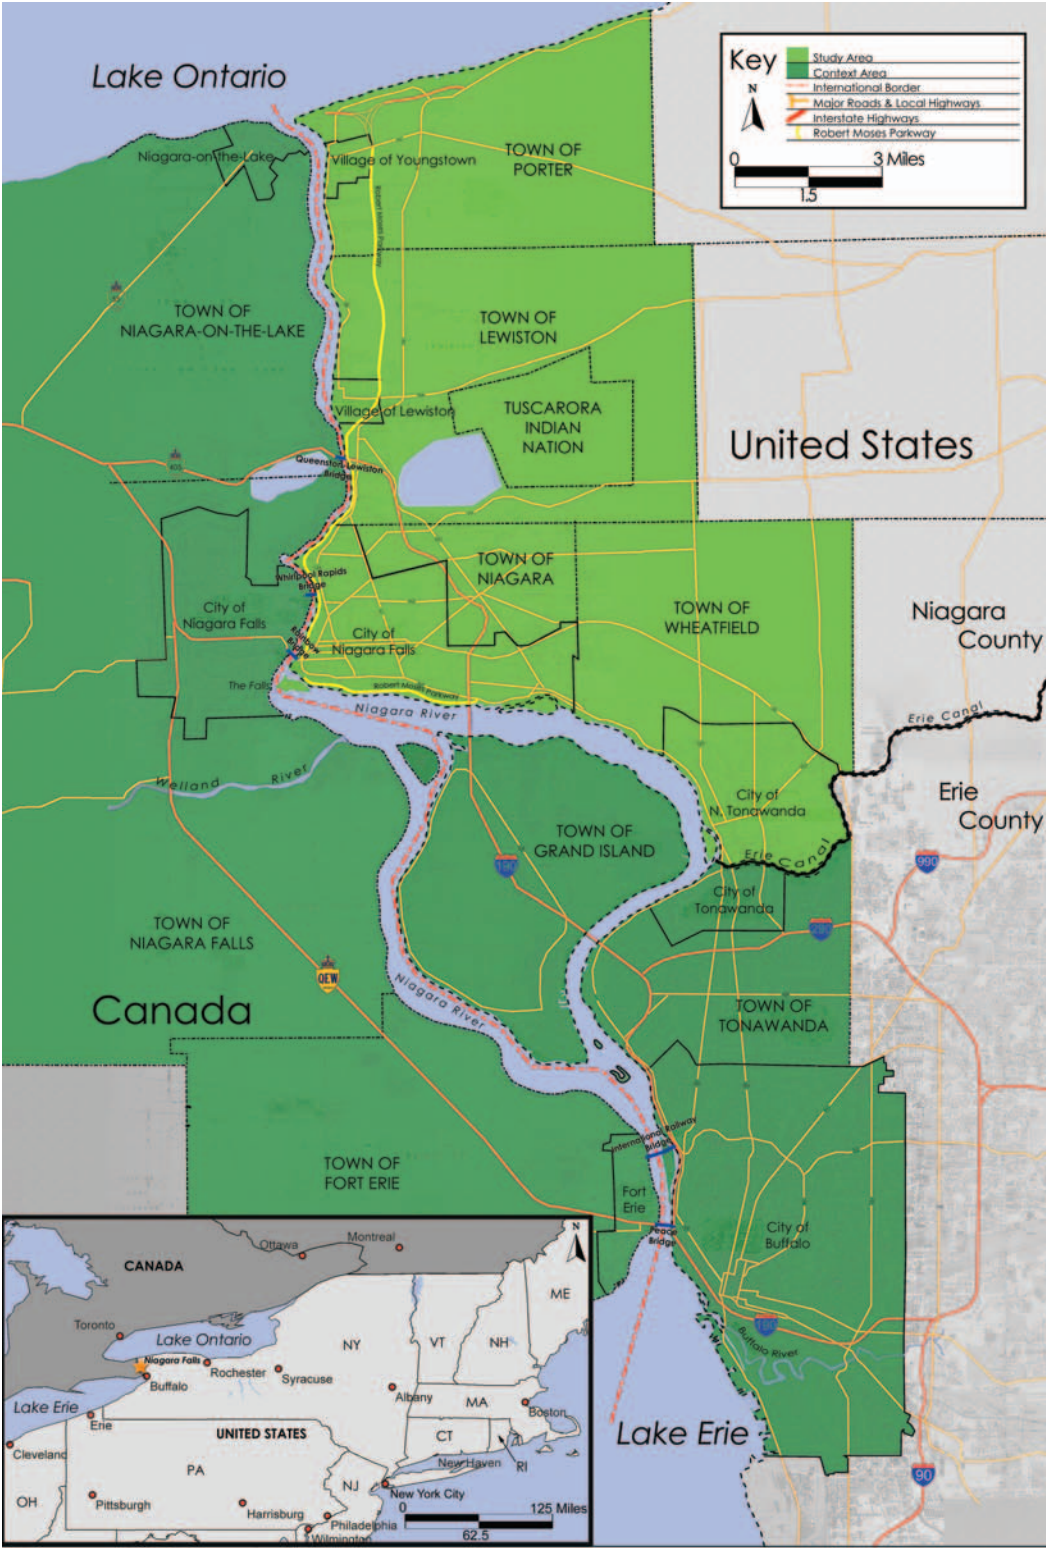 Lake Ontario
Key
Study Area
Context Area
International Border
Major Roads & Local Highways
Interstate Highways
Robert Moses Parkway
N
0
3 Miles
1.5
Niagara-on-the-Lake
Village of Youngstown
TOWN OF
PORTER
Robert Moses Parkway
TOWN OF
NIAGARA-ON-THE-LAKE
TOWN OF
LEWISTON
Village of Lewiston
TUSCARORA
INDIAN
NATION
United States
405
Queenston-Lewiston
Bridge
Whirlpool Rapids
Bridge
TOWN OF
NIAGARA
City of
Niagara Falls
City of
Niagara Falls
Rainbow
Bridge
TOWN OF
WHEATFIELD
Niagara
County
The Falls
Robert Moses Parkway
Niagara River
Erie Canal
Welland River
City of
N. Tonawanda
Erie
County
TOWN OF
GRAND ISLAND
190
Erie Canal
990
City of
Tonawanda
290
TOWN OF
NIAGARA FALLS
QEW
Canada
Niagara River
TOWN OF
TONAWANDA
International Railway
Bridge
TOWN OF
FORT ERIE
Fort
Erie
Peace
Bridge
City of
Buffalo
190
Buffalo River
Lake Erie
90
N
Ottawa
Montreal
CANADA
ME
Toronto
Lake Ontario
NY
VT
NH
Niagara Falls
Rochester
Syracuse
Buffalo
Albany
MA
Boston
Lake Erie
Erie
UNITED STATES
CT
RI
Cleveland
New Haven
PA
NJ
New York City
OH
Pittsburgh
Harrisburg
Philadelphia
Wilmington
0
125 Miles
62.5